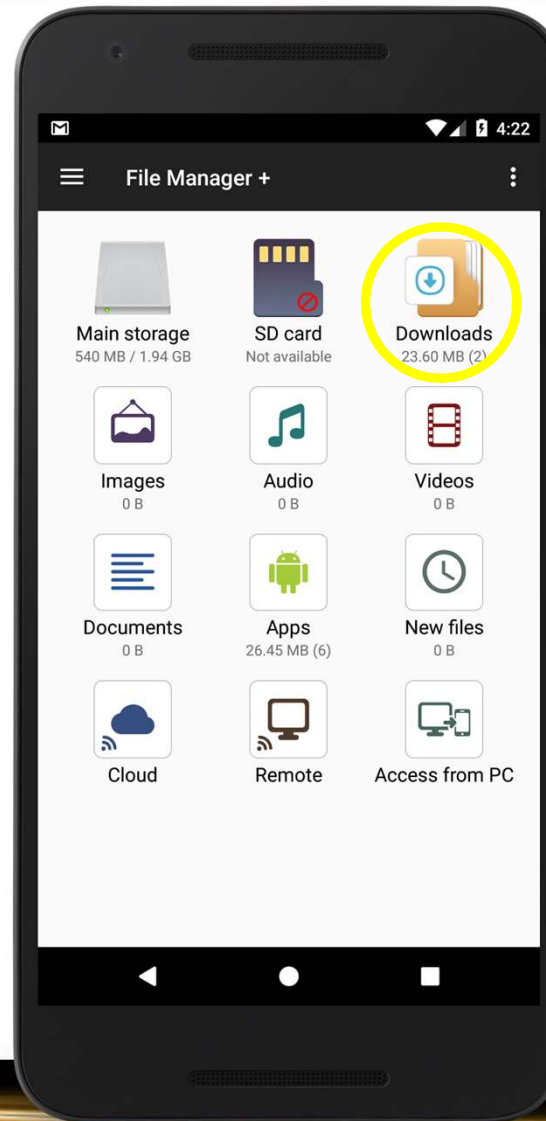 4:22
File Manager +
Main storage
540 MB / 1.94 GB
SD card
Not available
Downloads
23.60 MB (2)
Images
0 B
Audio
0 B
Videos
0 B
Documents
0 B
Apps
26.45 MB (6)
New files
0 B
Cloud
Remote
Access from PC